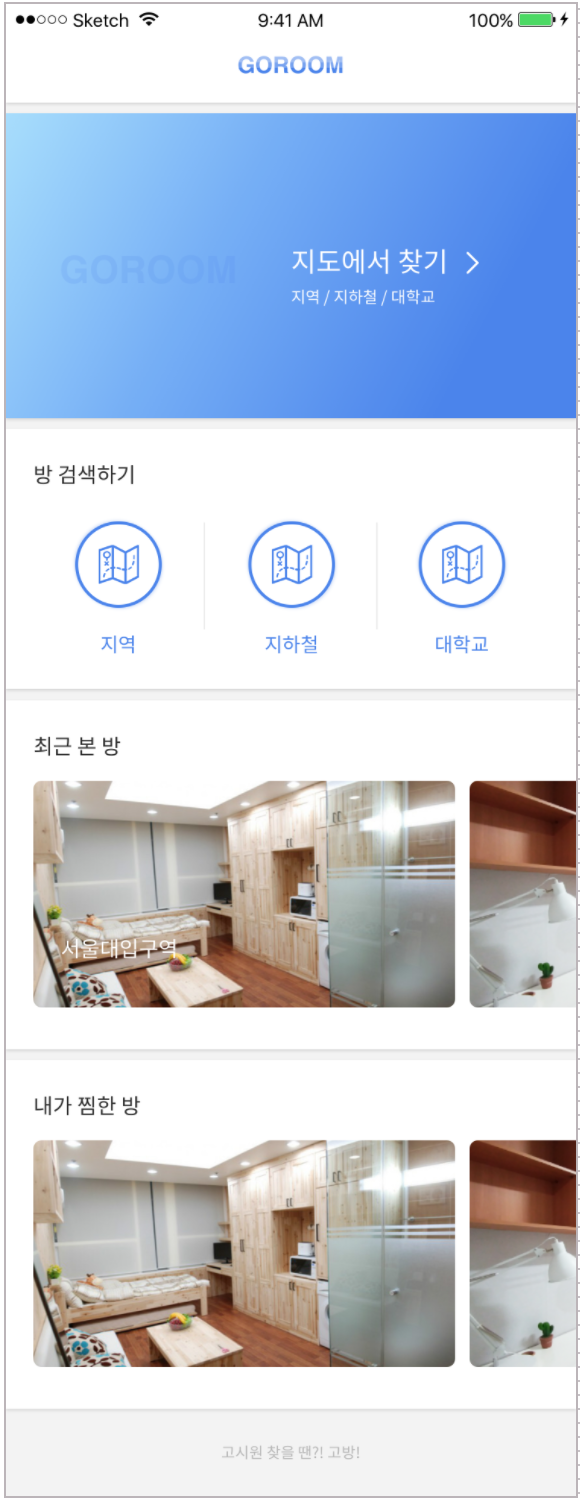 Sketch 9:41 AM 100%
GOROOM
GOROOM
지도에서 찾기
지역 / 지하철 / 대학교
방 검색하기
지역 지하철 대학교
최근 본 방
서울대입구역
내가 찜한 방
고시원 찾을 땐?! 고방!